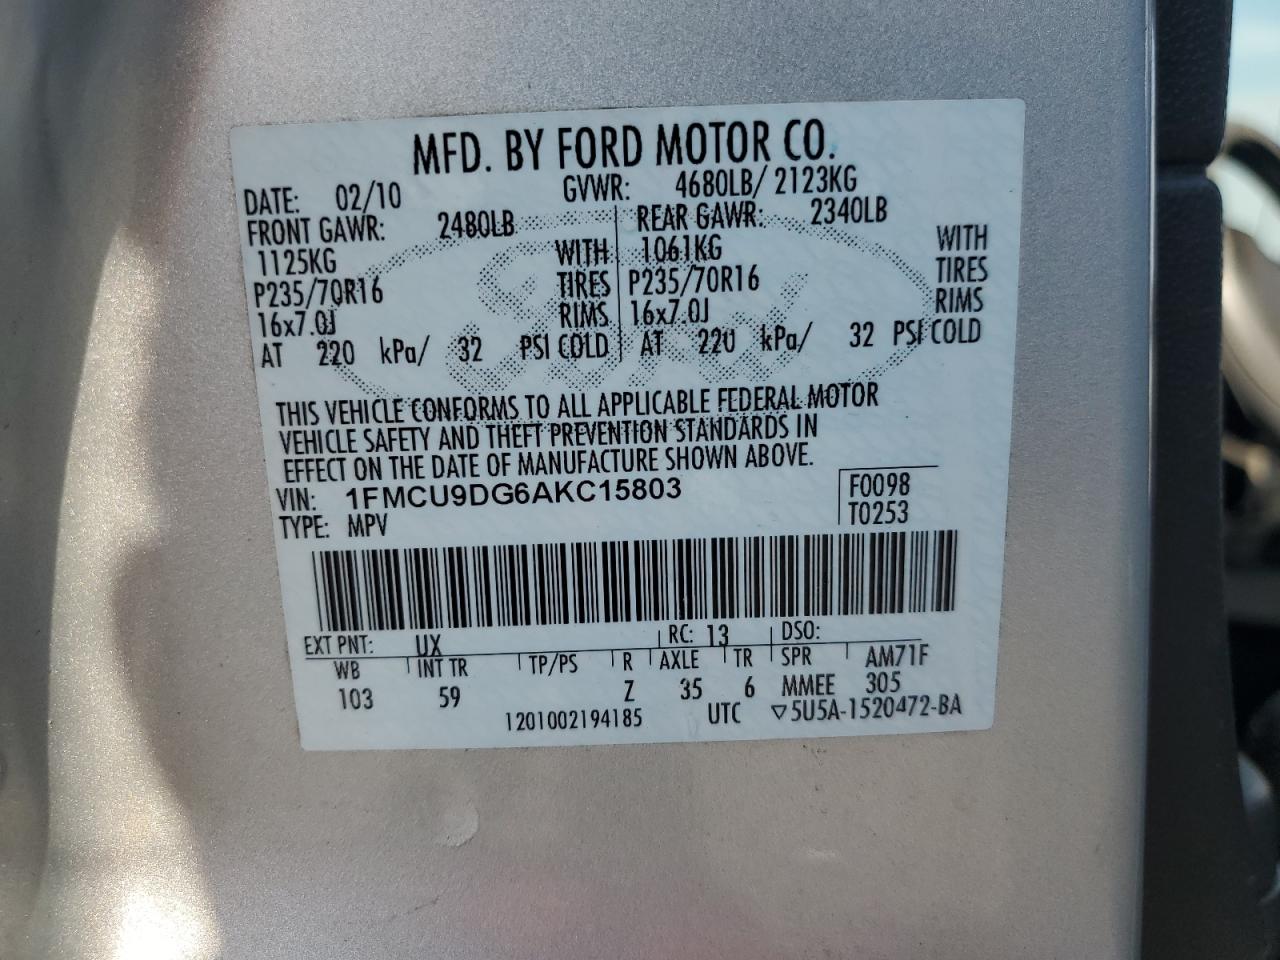 MFD. BY FORD MOTOR CO.
DATE: 02/10 GVWR: 4680LB/ 2123KG
FRONT GAWR: 2480LB REAR GAWR: 2340LB
1125KG WITH 1061KG WITH
P235/70R16 TIRES P235/70R16 TIRES
16x7.0J RIMS 16x7.0J RIMS
AT 220 kPa/ 32 PSI COLD AT 220 kPa/ 32 PSI COLD
THIS VEHICLE CONFORMS TO ALL APPLICABLE FEDERAL MOTOR
VEHICLE SAFETY AND THEFT PREVENTION STANDARDS IN
EFFECT ON THE DATE OF MANUFACTURE SHOWN ABOVE.
VIN: 1FMCU9DG6AKC15803 F0098
TYPE: MPV T0253
EXT PNT: UX RC: 13 DSO:
WB INT TR TP/PS R AXLE TR SPR AM71F
103 59 Z 35 6 MMEE 305
1201002194185 UTC ▽5U5A-1520472-BA